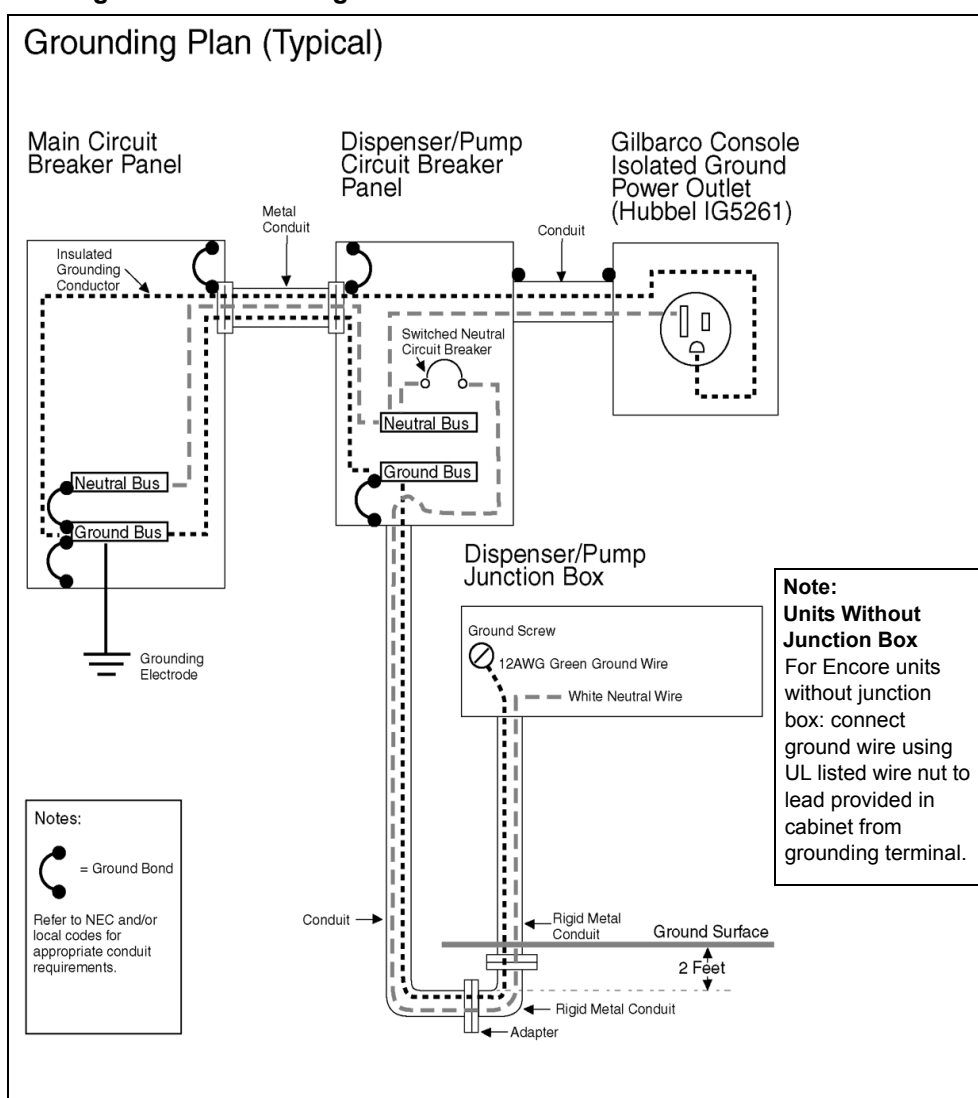 Grounding Plan (Typical)
Main Circuit
Breaker Panel
Dispenser/Pump
Circuit Breaker
Panel
Gilbarco Console
Isolated Ground
Power Outlet
(Hubbel IG5261)
Metal
Conduit
Conduit
Insulated
Grounding
Conductor
Switched Neutral
Circuit Breaker
Neutral Bus
Ground Bus
Neutral Bus
Ground Bus
Grounding
Electrode
Dispenser/Pump
Junction Box
Ground Screw
12AWG Green Ground Wire
White Neutral Wire
Note:
Units Without
Junction Box
For Encore units
without junction
box: connect
ground wire using
UL listed wire nut to
lead provided in
cabinet from
grounding terminal.
Notes:
= Ground Bond
Refer to NEC and/or
local codes for
appropriate conduit
requirements.
Conduit
Rigid Metal
Conduit
Ground Surface
2 Feet
Rigid Metal Conduit
Adapter